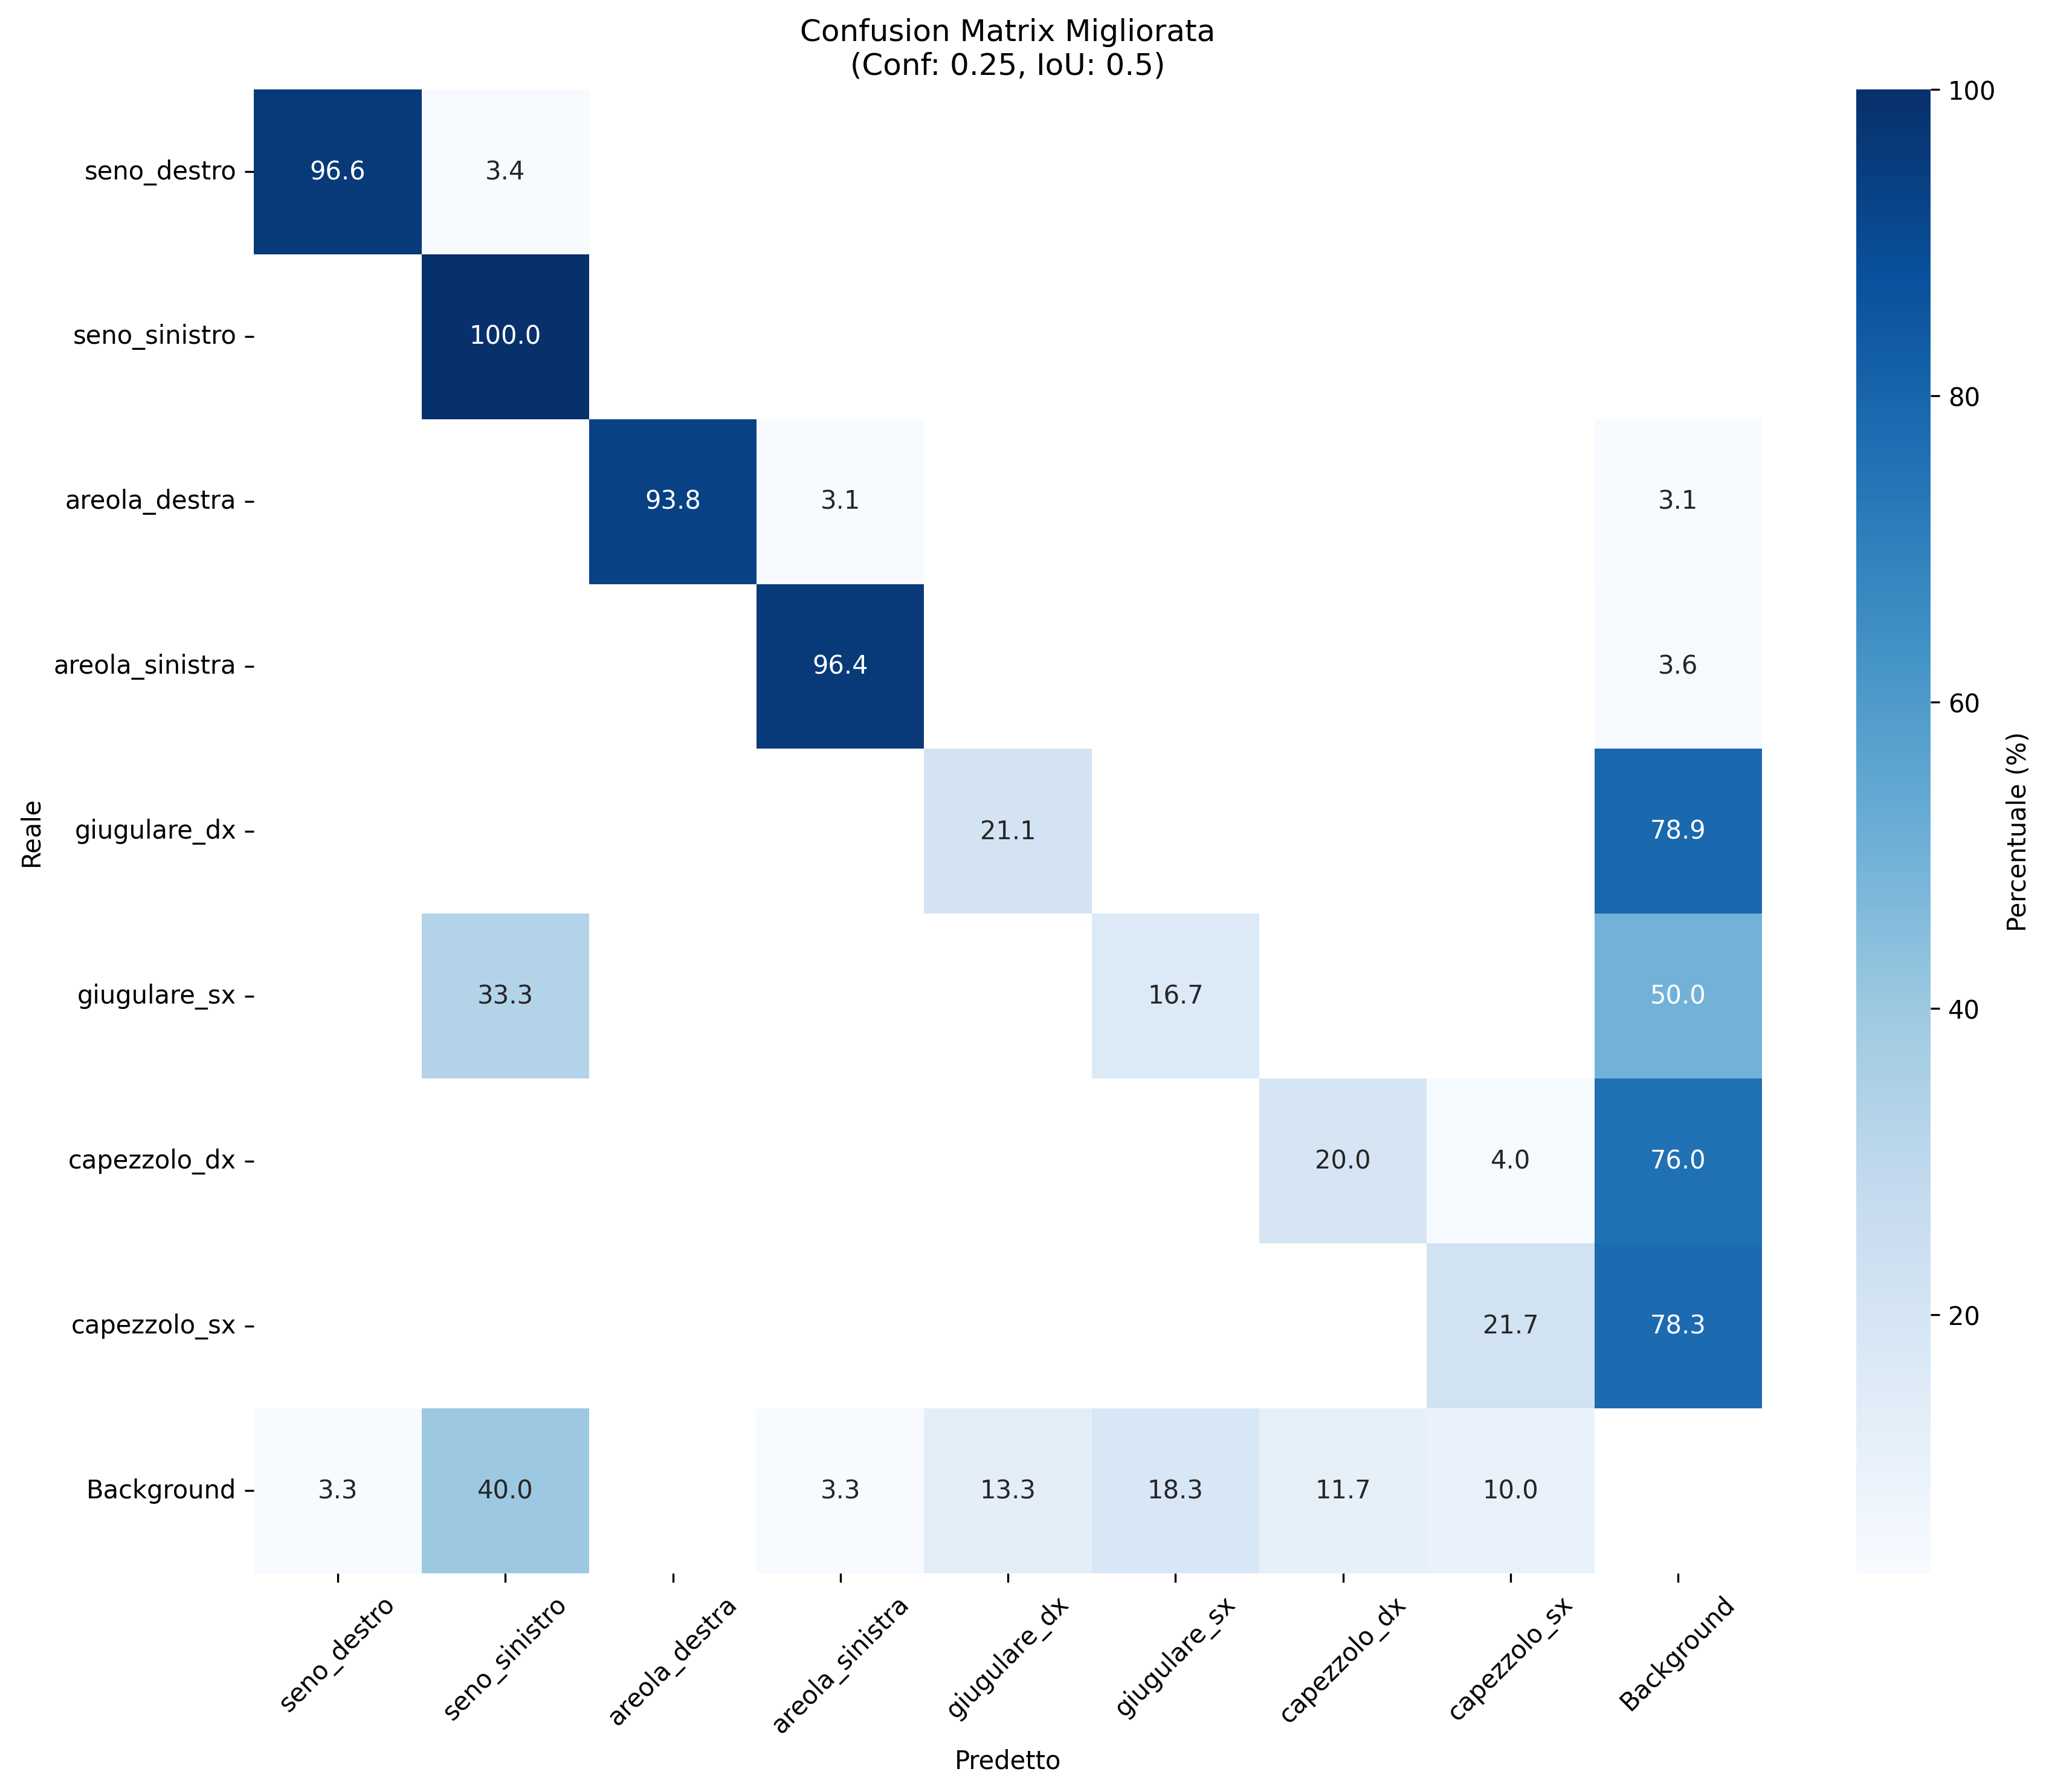 Confusion Matrix Migliorata
(Conf: 0.25, IoU: 0.5)
Reale
seno_destro 96.6 3.4
seno_sinistro 100.0
areola_destra 93.8 3.1 3.1
areola_sinistra 96.4 3.6
giugulare_dx 21.1 78.9
giugulare_sx 33.3 16.7 50.0
capezzolo_dx 20.0 4.0 76.0
capezzolo_sx 21.7 78.3
Background 3.3 40.0 3.3 13.3 18.3 11.7 10.0
seno_destro seno_sinistro areola_destra areola_sinistra giugulare_dx giugulare_sx capezzolo_dx capezzolo_sx Background
Predetto
100
80
60
40
20
Percentuale (%)